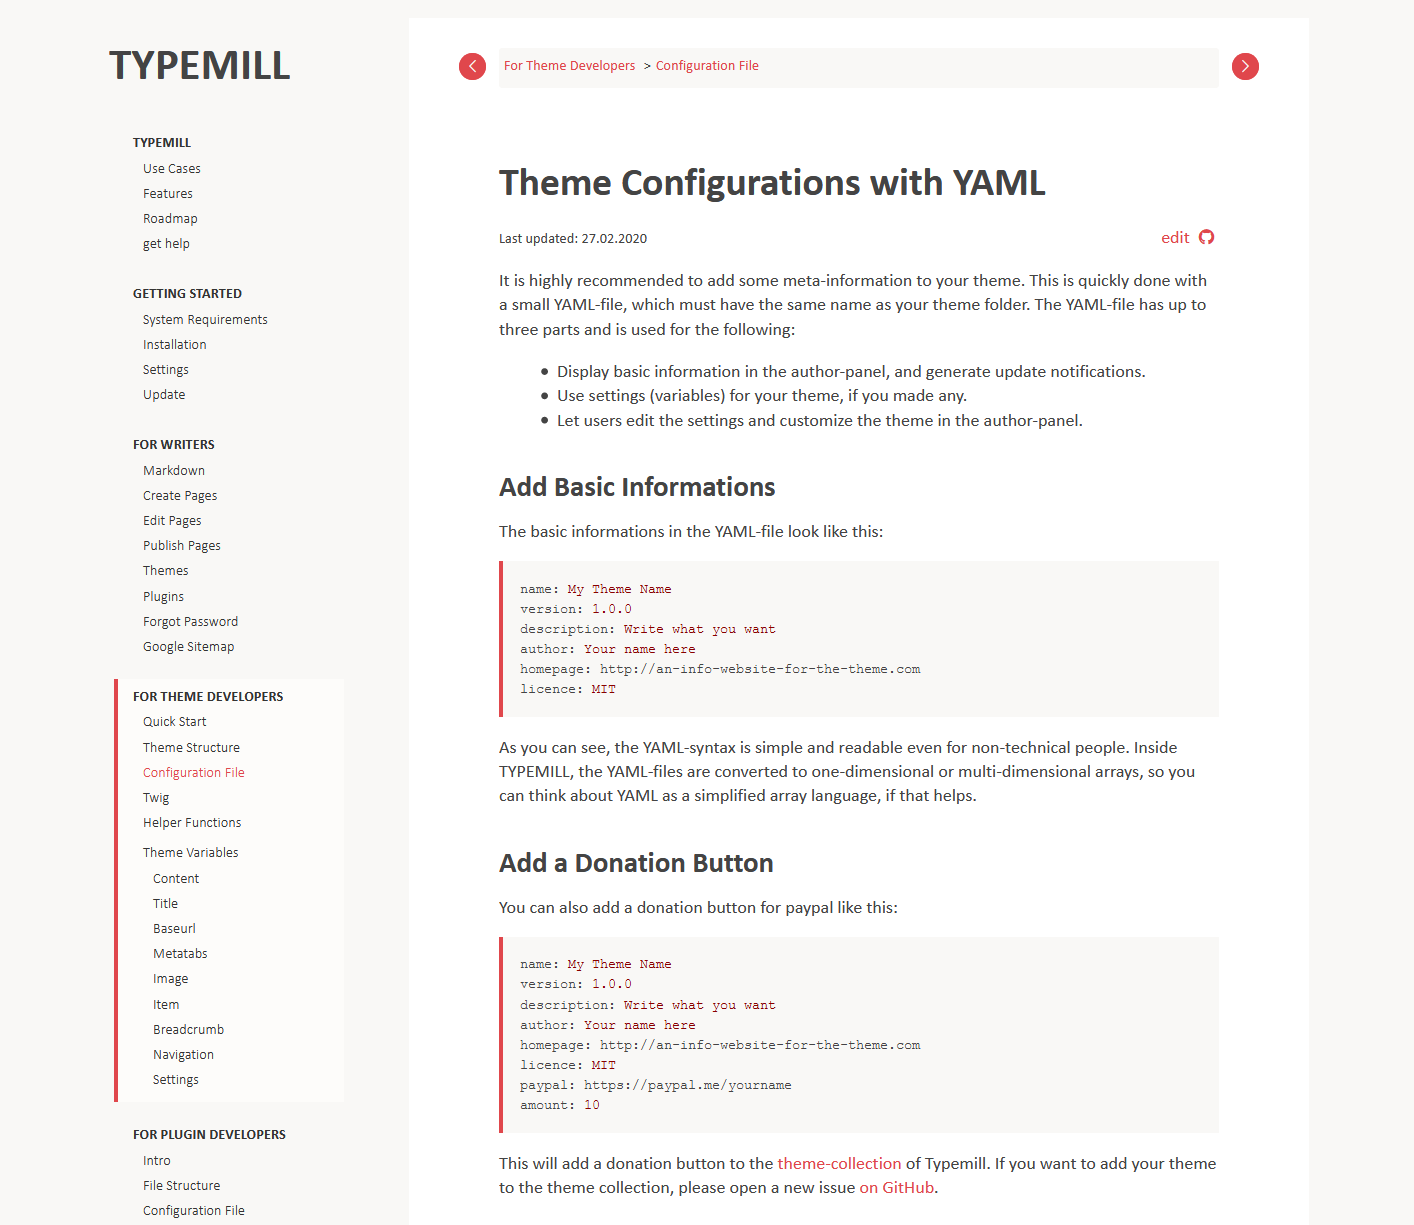 TYPEMILL
TYPEMILL
Use Cases
Features
Roadmap
get help
GETTING STARTED
System Requirements
Installation
Settings
Update
FOR WRITERS
Markdown
Create Pages
Edit Pages
Publish Pages
Themes
Plugins
Forgot Password
Google Sitemap
FOR THEME DEVELOPERS
Quick Start
Theme Structure
Configuration File
Twig
Helper Functions
Theme Variables
Content
Title
Baseurl
Metatabs
Image
Item
Breadcrumb
Navigation
Settings
FOR PLUGIN DEVELOPERS
Intro
File Structure
Configuration File
For Theme Developers > Configuration File
Theme Configurations with YAML
Last updated: 27.02.2020
edit
It is highly recommended to add some meta-information to your theme. This is quickly done with
a small YAML-file, which must have the same name as your theme folder. The YAML-file has up to
three parts and is used for the following:
• Display basic information in the author-panel, and generate update notifications.
• Use settings (variables) for your theme, if you made any.
• Let users edit the settings and customize the theme in the author-panel.
Add Basic Informations
The basic informations in the YAML-file look like this:
name: My Theme Name
version: 1.0.0
description: Write what you want
author: Your name here
homepage: http://an-info-website-for-the-theme.com
licence: MIT
As you can see, the YAML-syntax is simple and readable even for non-technical people. Inside
TYPEMILL, the YAML-files are converted to one-dimensional or multi-dimensional arrays, so you
can think about YAML as a simplified array language, if that helps.
Add a Donation Button
You can also add a donation button for paypal like this:
name: My Theme Name
version: 1.0.0
description: Write what you want
author: Your name here
homepage: http://an-info-website-for-the-theme.com
licence: MIT
paypal: https://paypal.me/yourname
amount: 10
This will add a donation button to the theme-collection of Typemill. If you want to add your theme
to the theme collection, please open a new issue on GitHub.